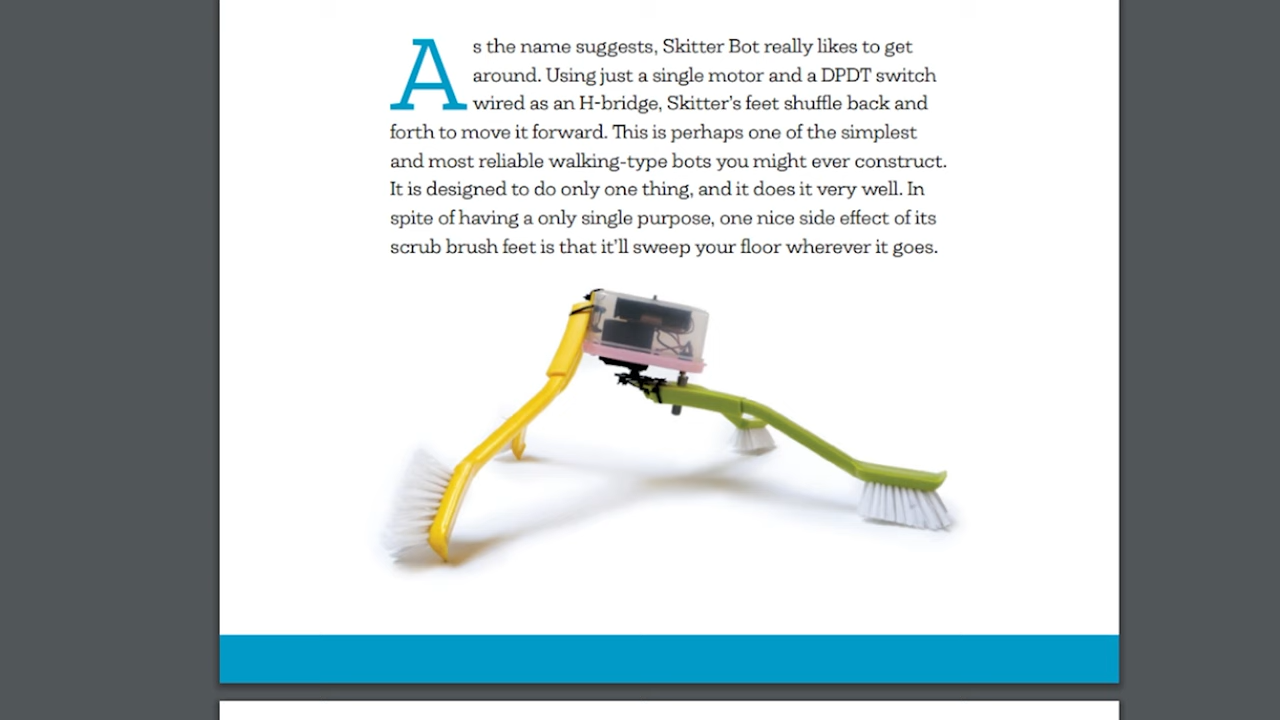 As the name suggests, Skitter Bot really likes to get
around. Using just a single motor and a DPDT switch
wired as an H-bridge, Skitter’s feet shuffle back and
forth to move it forward. This is perhaps one of the simplest
and most reliable walking-type bots you might ever construct.
It is designed to do only one thing, and it does it very well. In
spite of having a only single purpose, one nice side effect of its
scrub brush feet is that it’ll sweep your floor wherever it goes.